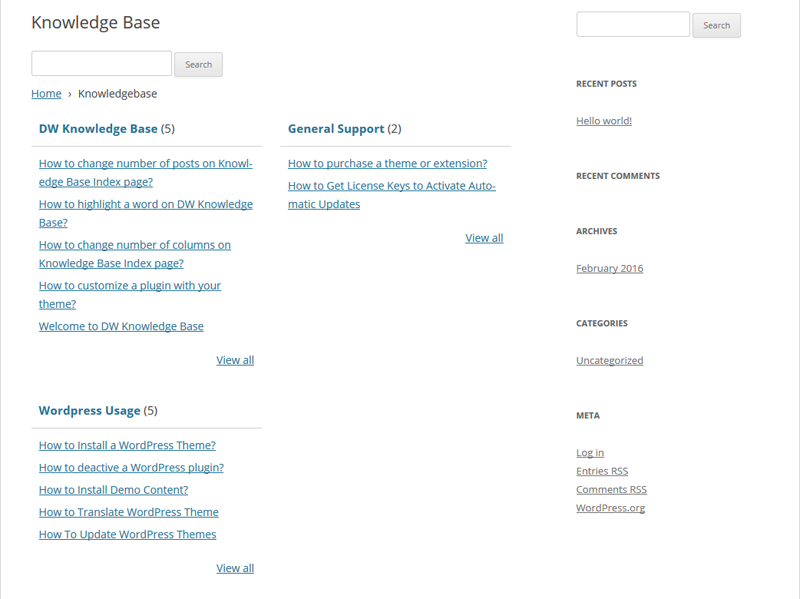 Knowledge Base
Search
Home › Knowledgebase
DW Knowledge Base (5)
How to change number of posts on Knowl-
edge Base Index page?
How to highlight a word on DW Knowledge
Base?
How to change number of columns on
Knowledge Base Index page?
How to customize a plugin with your
theme?
Welcome to DW Knowledge Base
View all
General Support (2)
How to purchase a theme or extension?
How to Get License Keys to Activate Auto-
matic Updates
View all
Wordpress Usage (5)
How to Install a WordPress Theme?
How to deactive a WordPress plugin?
How to Install Demo Content?
How to Translate WordPress Theme
How To Update WordPress Themes
View all
Search
RECENT POSTS
Hello world!
RECENT COMMENTS
ARCHIVES
February 2016
CATEGORIES
Uncategorized
META
Log in
Entries RSS
Comments RSS
WordPress.org